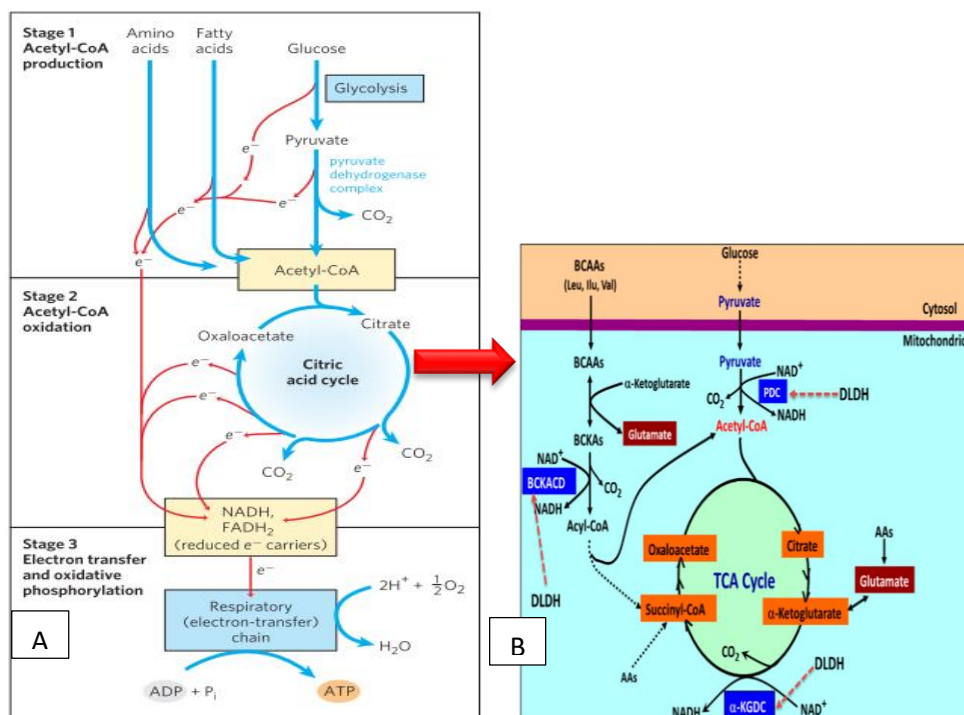 Stage 1
Acetyl-CoA
production
Amino
acids
Fatty
acids
Glucose
Glycolysis
e−
Pyruvate
pyruvate
dehydrogenase
complex
e−
e−
e−
CO2
Acetyl-CoA
Stage 2
Acetyl-CoA
oxidation
Oxaloacetate
Citrate
Citric
acid cycle
e−
e−
e−
e−
CO2
CO2
NADH,
FADH2
(reduced e− carriers)
Stage 3
Electron transfer
and oxidative
phosphorylation
e−
2H+ + ½O2
Respiratory
(electron-transfer)
chain
H2O
ADP + Pi
ATP
A
BCAAs
(Leu, Ilu, Val)
Glucose
Pyruvate
Cytosol
Mitochondric
BCAAs
Pyruvate
α-Ketoglutarate
NAD+
CO2
PDC
DLDH
NADH
Glutamate
Acetyl-CoA
BCKAs
NAD+
BCKACD
CO2
NADH
Acyl-CoA
Oxaloacetate
Citrate
AAs
TCA Cycle
Glutamate
DLDH
Succinyl-CoA
α-Ketoglutarate
CO2
DLDH
AAs
NADH
α-KGDC
NAD+
B